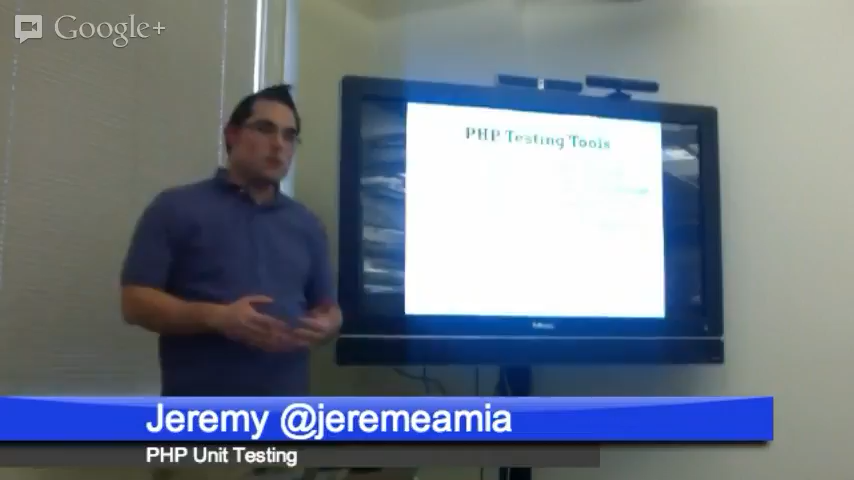 Google+
PHP Testing Tools
Jeremy @jeremeamia
PHP Unit Testing